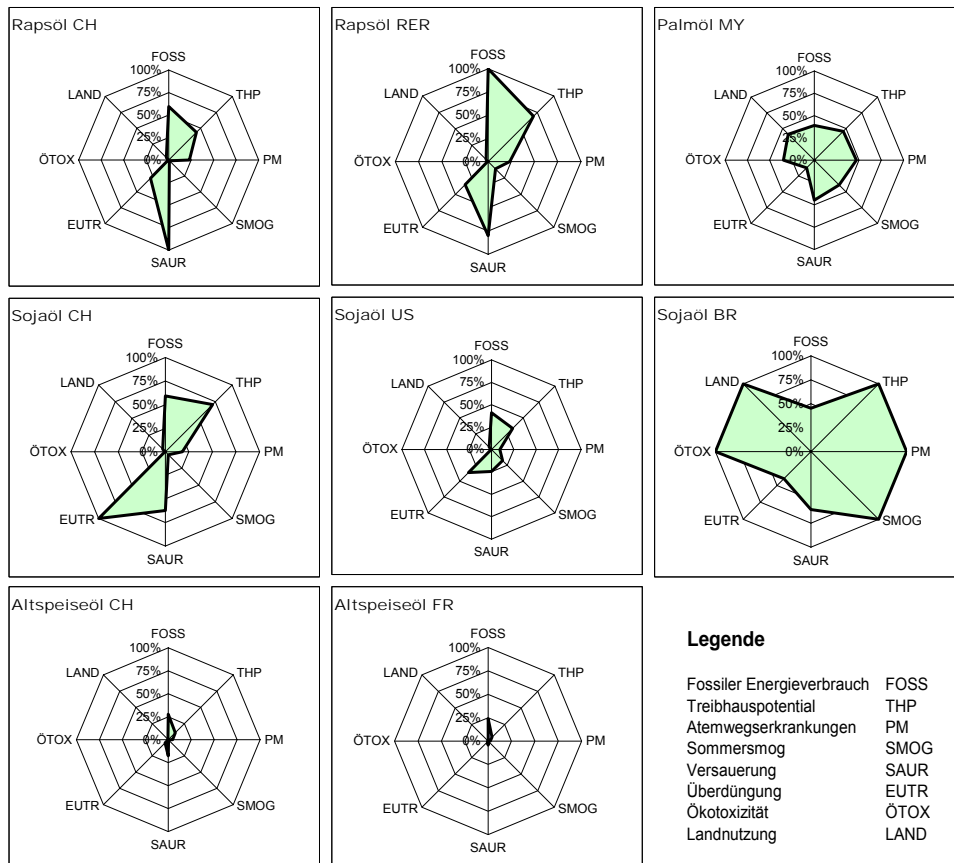 Rapsöl CH
FOSS
100%
LAND
75%
THP
50%
25%
ÖTOX
0%
PM
EUTR
SMOG
SAUR
Rapsöl RER
FOSS
100%
LAND
75%
THP
50%
25%
ÖTOX
0%
PM
EUTR
SMOG
SAUR
Palmöl MY
FOSS
100%
LAND
75%
THP
50%
25%
ÖTOX
0%
PM
EUTR
SMOG
SAUR
Sojaöl CH
FOSS
100%
LAND
75%
THP
50%
25%
ÖTOX
0%
PM
EUTR
SMOG
SAUR
Sojaöl US
FOSS
100%
LAND
75%
THP
50%
25%
ÖTOX
0%
PM
EUTR
SMOG
SAUR
Sojaöl BR
FOSS
100%
LAND
75%
THP
50%
25%
ÖTOX
0%
PM
EUTR
SMOG
SAUR
Altspeiseöl CH
FOSS
100%
LAND
75%
THP
50%
25%
ÖTOX
0%
PM
EUTR
SMOG
SAUR
Altspeiseöl FR
FOSS
100%
LAND
75%
THP
50%
25%
ÖTOX
0%
PM
EUTR
SMOG
SAUR
Legende
Fossiler Energieverbrauch FOSS
Treibhauspotential THP
Atemwegserkrankungen PM
Sommersmog SMOG
Versauerung SAUR
Überdüngung EUTR
Ökotoxizität ÖTOX
Landnutzung LAND